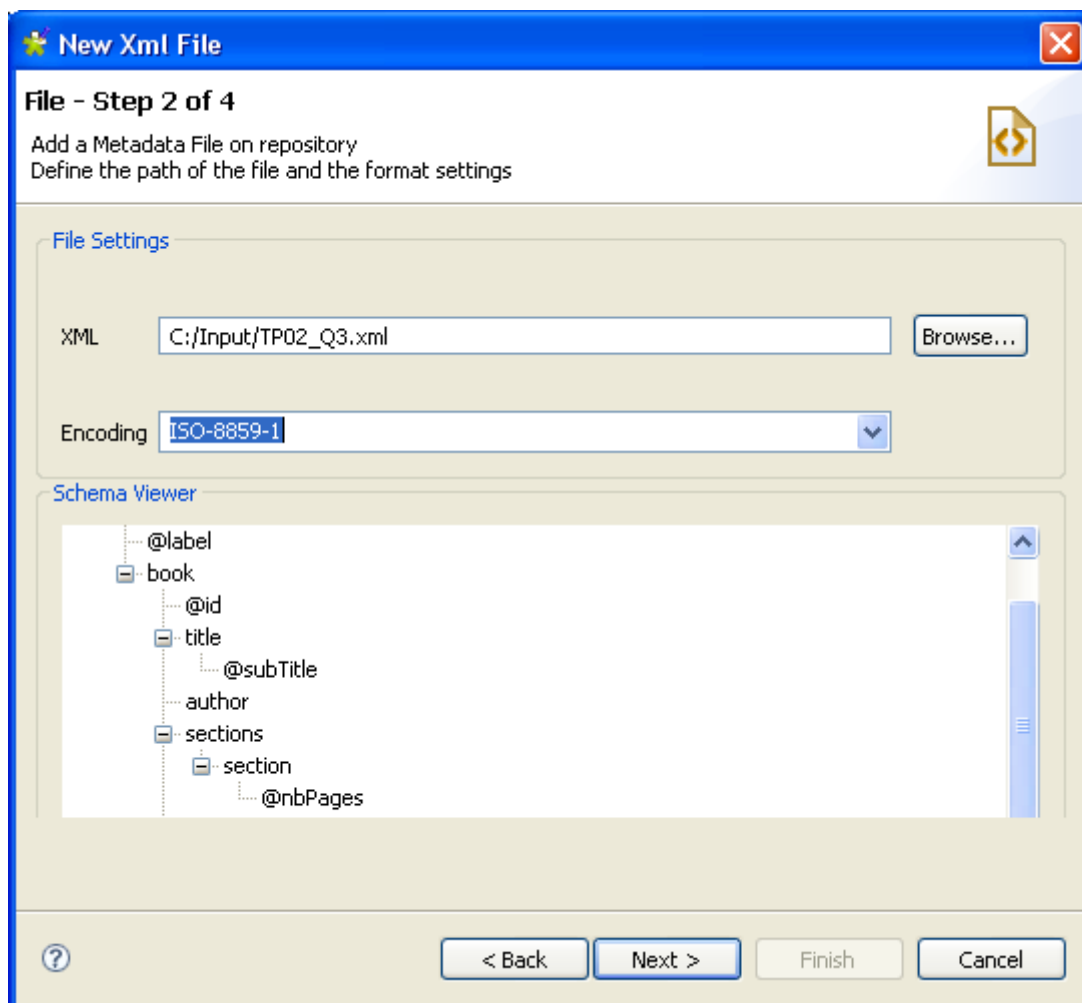 New Xml File
File - Step 2 of 4
Add a Metadata File on repository
Define the path of the file and the format settings
File Settings
XML C:/Input/TP02_Q3.xml Browse...
Encoding ISO-8859-1
Schema Viewer
@label
book
@id
title
@subTitle
author
sections
section
@nbPages
? < Back Next > Finish Cancel